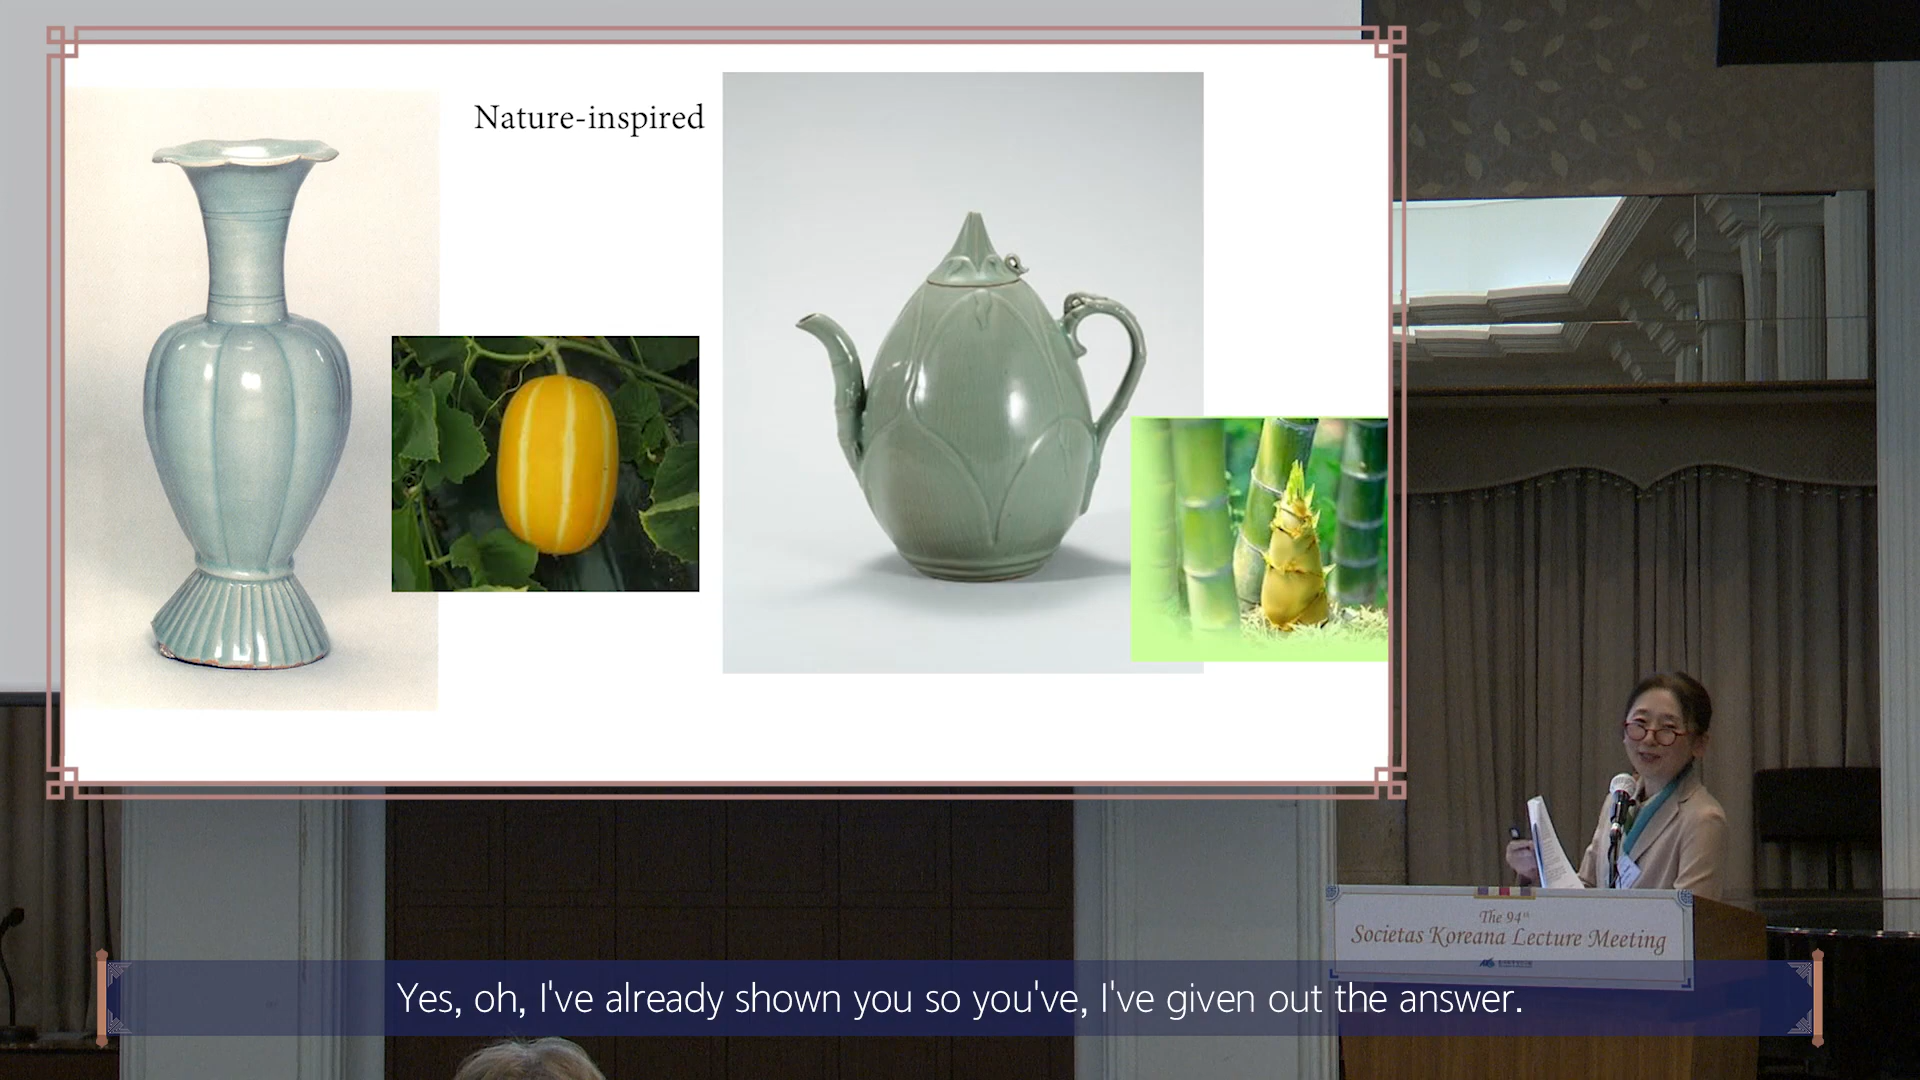 Nature-inspired
The 94th
Societas Koreana Lecture Meeting
Yes, oh, I've already shown you so you've, I've given out the answer.